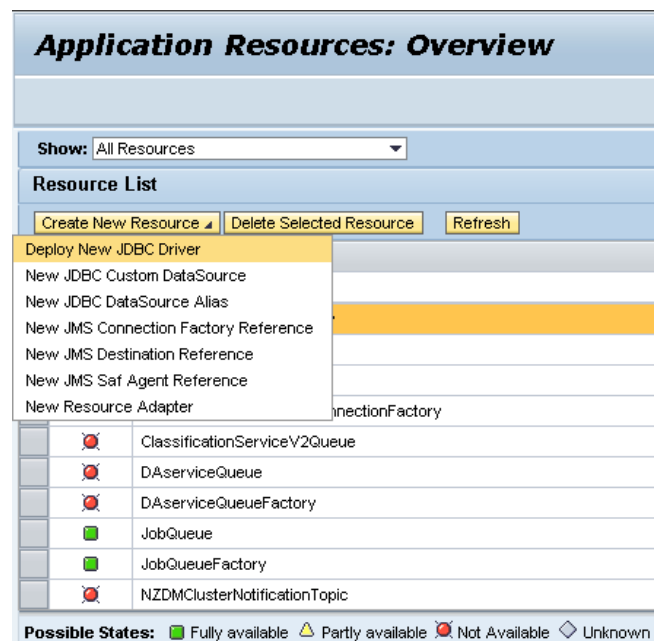 Application Resources: Overview
Show: All Resources
Resource List
Create New Resource Delete Selected Resource Refresh
Deploy New JDBC Driver
New JDBC Custom DataSource
New JDBC DataSource Alias
New JMS Connection Factory Reference
New JMS Destination Reference
New JMS Saf Agent Reference
New Resource Adapter
nnectionFactory
ClassificationServiceV2Queue
DAserviceQueue
DAserviceQueueFactory
JobQueue
JobQueueFactory
NZDMClusterNotificationTopic
Possible States: Fully available Partly available Not Available Unknown